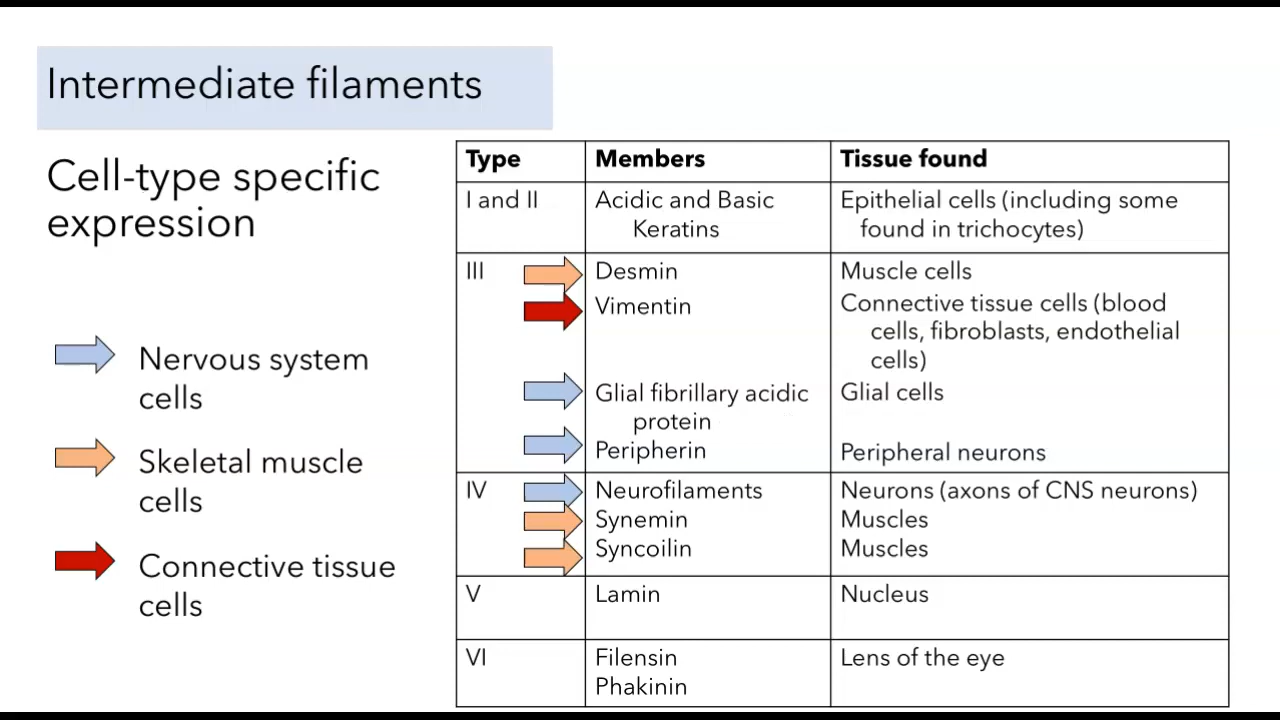 Intermediate filaments
Cell-type specific
expression
Nervous system
cells
Skeletal muscle
cells
Connective tissue
cells
Type Members Tissue found
I and II Acidic and Basic Epithelial cells (including some
Keratins found in trichocytes)
III Desmin Muscle cells
Vimentin Connective tissue cells (blood
cells, fibroblasts, endothelial
cells)
Glial fibrillary acidic Glial cells
protein
Peripherin Peripheral neurons
IV Neurofilaments Neurons (axons of CNS neurons)
Synemin Muscles
Syncoilin Muscles
V Lamin Nucleus
VI Filensin Lens of the eye
Phakinin